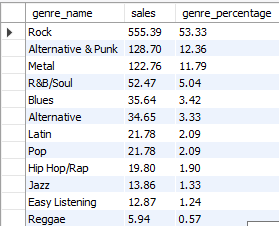 genre_name sales genre_percentage
Rock 555.39 53.33
Alternative & Punk 128.70 12.36
Metal 122.76 11.79
R&B/Soul 52.47 5.04
Blues 35.64 3.42
Alternative 34.65 3.33
Latin 21.78 2.09
Pop 21.78 2.09
Hip Hop/Rap 19.80 1.90
Jazz 13.86 1.33
Easy Listening 12.87 1.24
Reggae 5.94 0.57